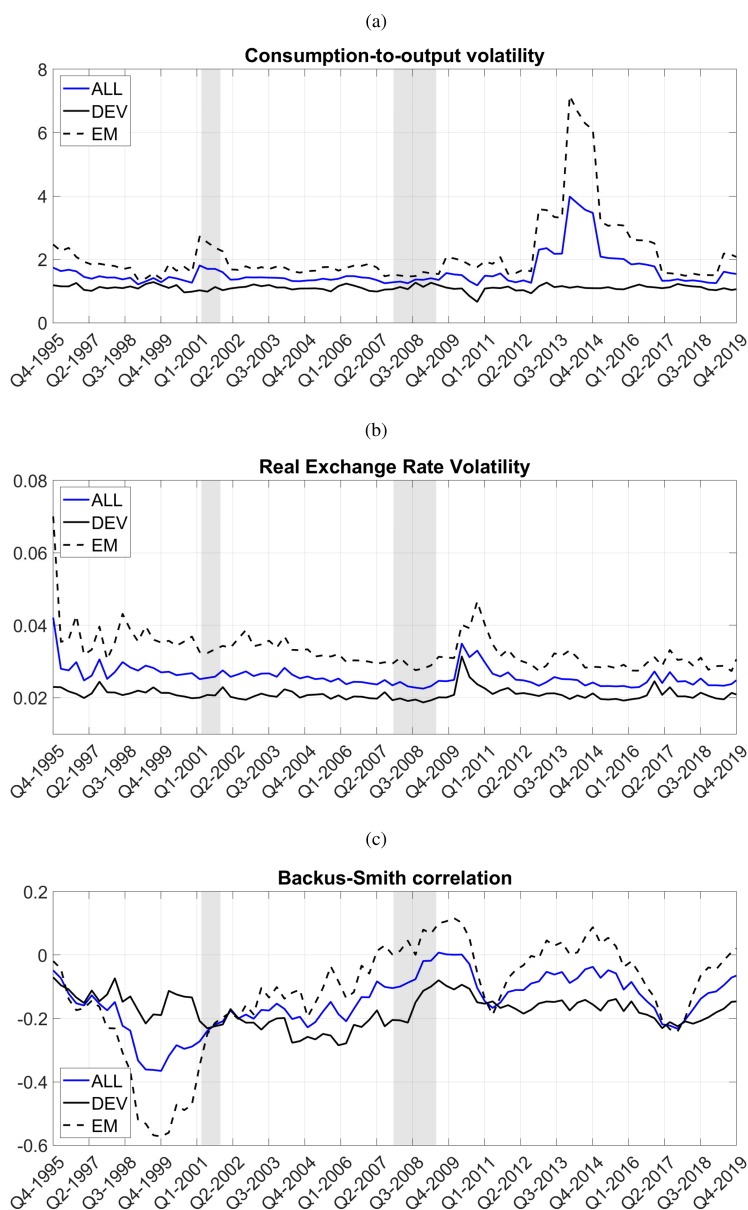 (a)
Consumption-to-output volatility
8
6
4
2
0
ALL
DEV
EM
Q4-1995
Q2-1997
Q3-1998
Q4-1999
Q1-2001
Q2-2002
Q3-2003
Q4-2004
Q1-2006
Q2-2007
Q3-2008
Q4-2009
Q1-2011
Q2-2012
Q3-2013
Q4-2014
Q1-2016
Q2-2017
Q3-2018
Q4-2019
(b)
Real Exchange Rate Volatility
0.08
0.06
0.04
0.02
ALL
DEV
EM
Q4-1995
Q2-1997
Q3-1998
Q4-1999
Q1-2001
Q2-2002
Q3-2003
Q4-2004
Q1-2006
Q2-2007
Q3-2008
Q4-2009
Q1-2011
Q2-2012
Q3-2013
Q4-2014
Q1-2016
Q2-2017
Q3-2018
Q4-2019
(c)
Backus-Smith correlation
0.2
0
-0.2
-0.4
-0.6
ALL
DEV
EM
Q4-1995
Q2-1997
Q3-1998
Q4-1999
Q1-2001
Q2-2002
Q3-2003
Q4-2004
Q1-2006
Q2-2007
Q3-2008
Q4-2009
Q1-2011
Q2-2012
Q3-2013
Q4-2014
Q1-2016
Q2-2017
Q3-2018
Q4-2019